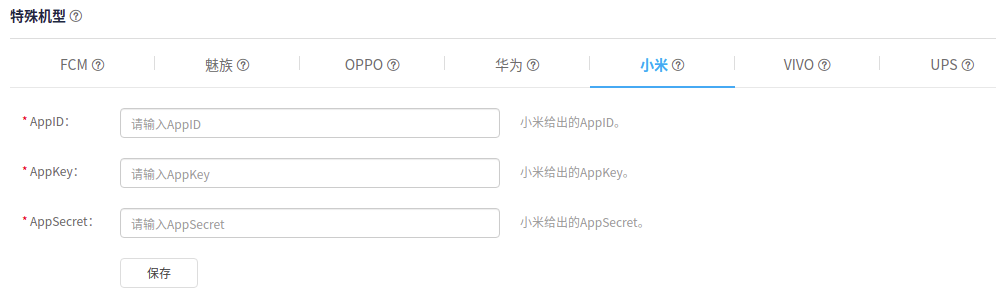 特殊机型 ?
FCM ? 魅族 ? OPPO ? 华为 ? 小米 ? VIVO ? UPS ?
* AppID： 请输入AppID 小米给出的AppID。
* AppKey： 请输入AppKey 小米给出的AppKey。
* AppSecret： 请输入AppSecret 小米给出的AppSecret。
保存